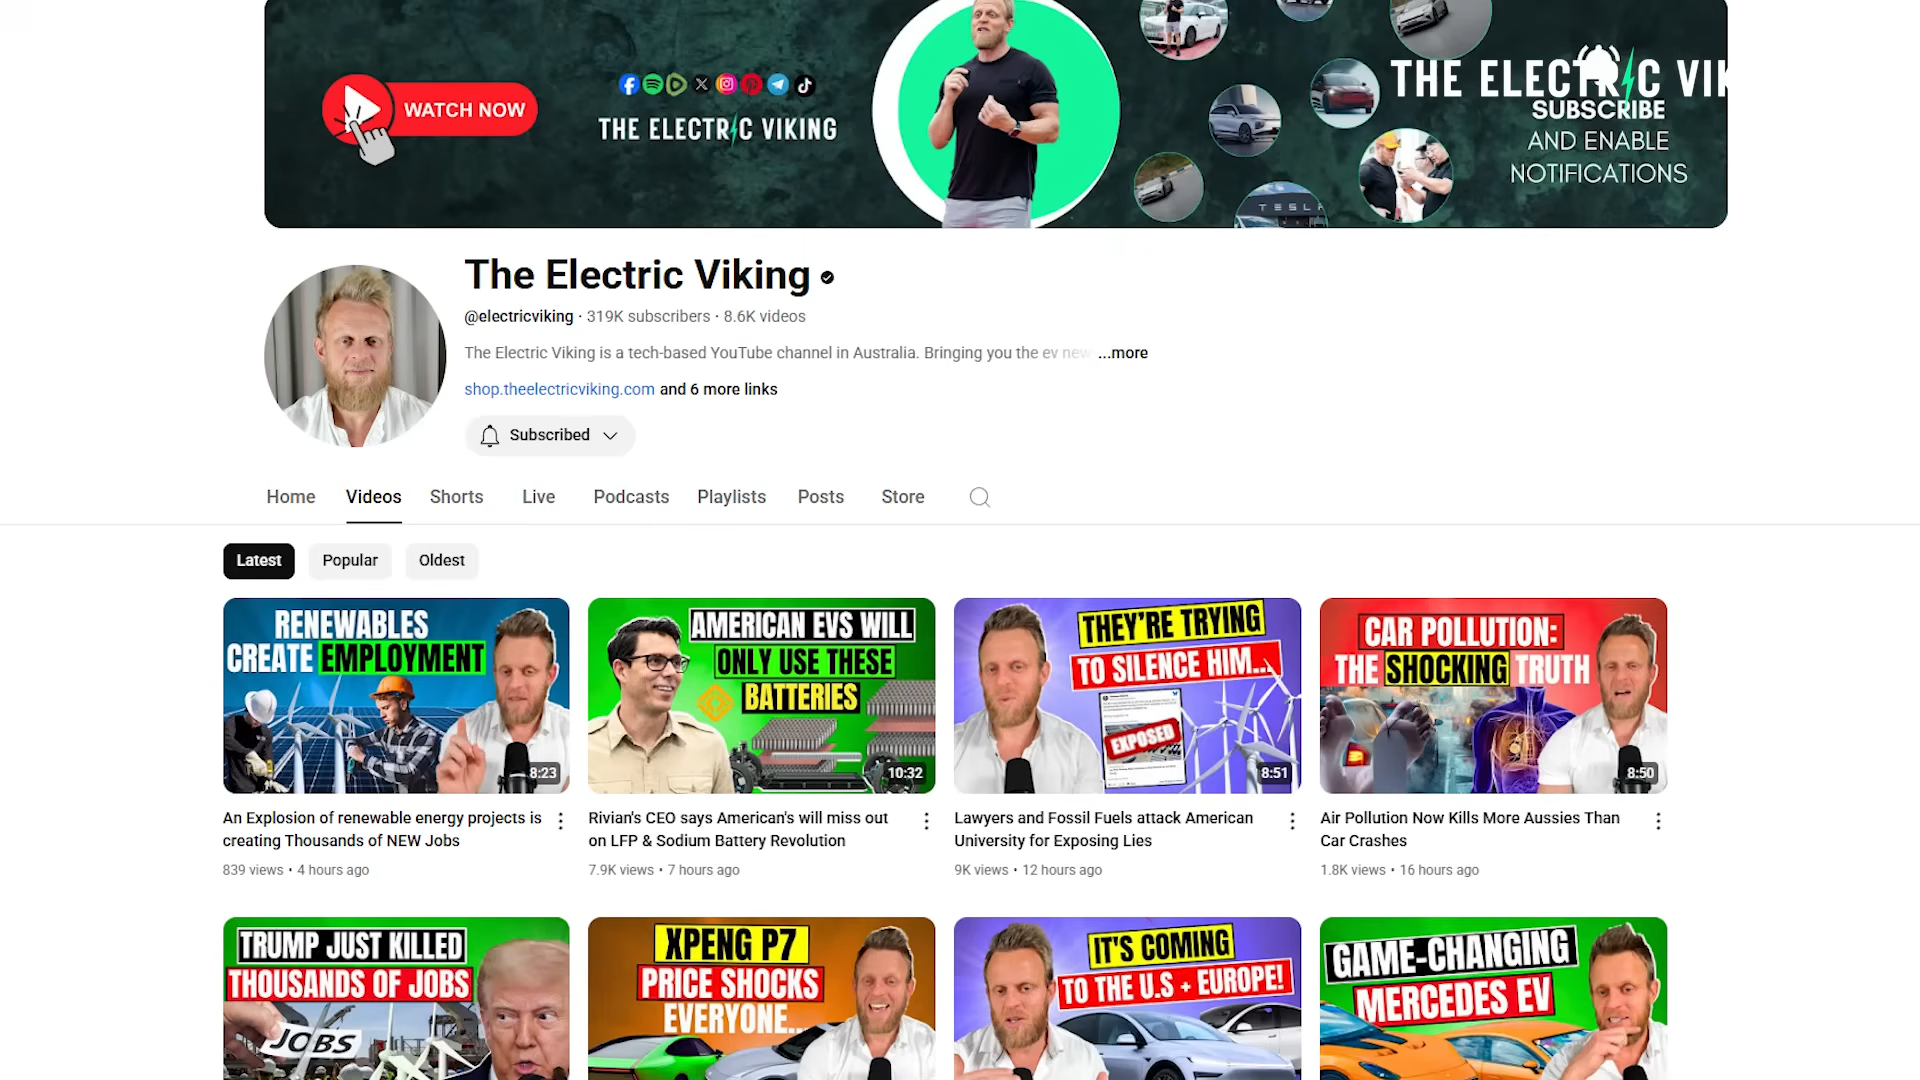 WATCH NOW
THE ELECTRIC VIKING
TESL
THE ELECTRIC VIK
SUBSCRIBE
AND ENABLE
NOTIFICATIONS
The Electric Viking
@electricviking · 319K subscribers · 8.6K videos
The Electric Viking is a tech-based YouTube channel in Australia. Bringing you the ev new ...more
shop.theelectricviking.com and 6 more links
Subscribed
Home Videos Shorts Live Podcasts Playlists Posts Store
Latest Popular Oldest
RENEWABLES
CREATE EMPLOYMENT
8:23
An Explosion of renewable energy projects is
creating Thousands of NEW Jobs
839 views • 4 hours ago
AMERICAN EVS WILL
ONLY USE THESE
BATTERIES
10:32
Rivian's CEO says American's will miss out
on LFP & Sodium Battery Revolution
7.9K views • 7 hours ago
THEY'RE TRYING
TO SILENCE HIM...
EXPOSED
8:51
Lawyers and Fossil Fuels attack American
University for Exposing Lies
9K views • 12 hours ago
CAR POLLUTION:
THE SHOCKING TRUTH
8:50
Air Pollution Now Kills More Aussies Than
Car Crashes
1.8K views • 16 hours ago
TRUMP JUST KILLED
THOUSANDS OF JOBS
JOBS
XPENG P7
PRICE SHOCKS
EVERYONE...
IT'S COMING
TO THE U.S + EUROPE!
GAME-CHANGING
MERCEDES EV